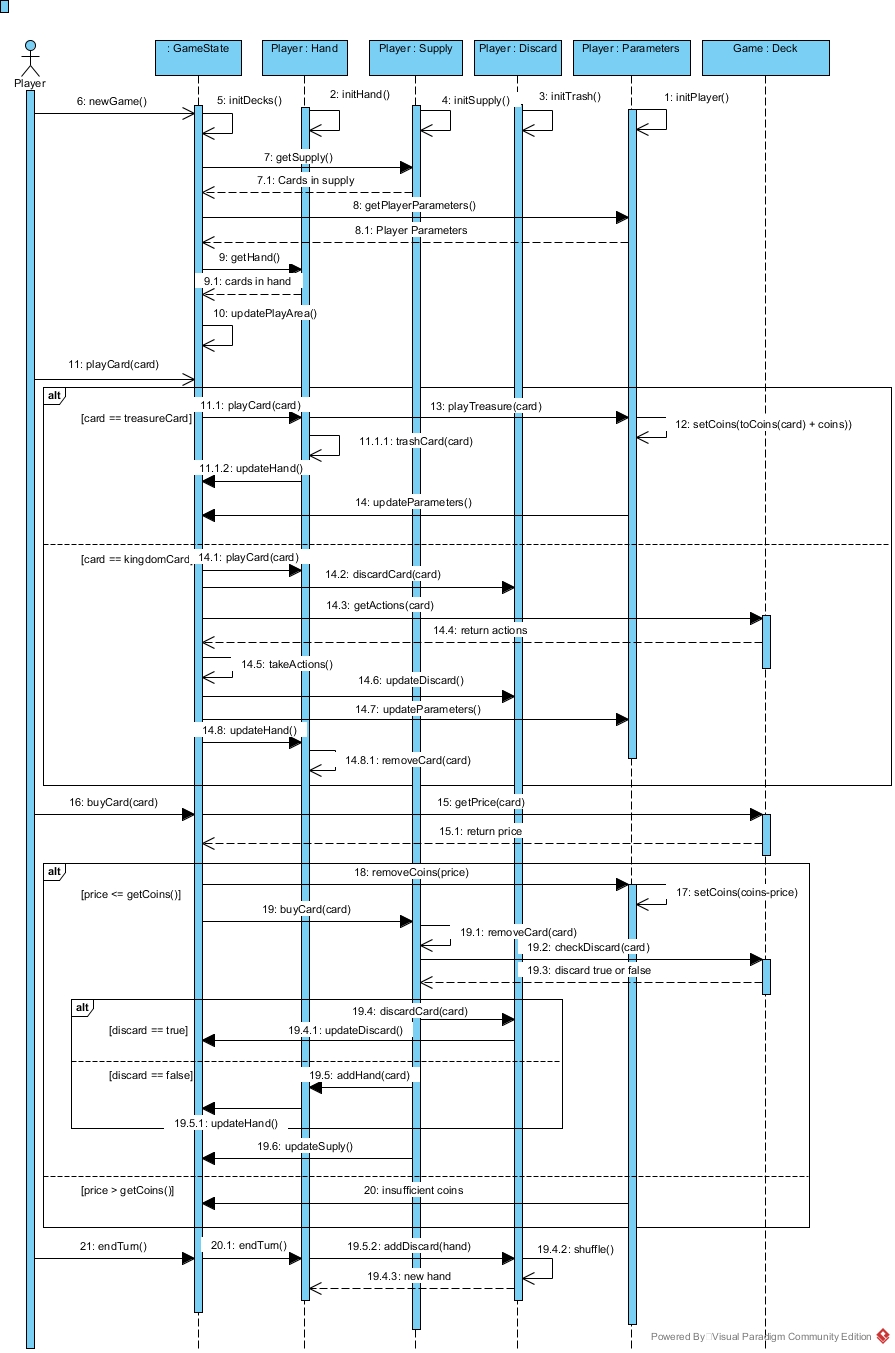 : GameState
Player : Hand
Player : Supply
Player : Discard
Player : Parameters
Game : Deck
Player
6: newGame()
5: initDecks()
2: initHand()
4: initSupply()
3: initTrash()
1: initPlayer()
7: getSupply()
7.1: Cards in supply
8: getPlayerParameters()
8.1: Player Parameters
9: getHand()
9.1: cards in hand
10: updatePlayArea()
11: playCard(card)
alt
[card == treasureCard]
11.1: playCard(card)
13: playTreasure(card)
12: setCoins(toCoins(card) + coins))
11.1.1: trashCard(card)
11.1.2: updateHand()
14: updateParameters()
[card == kingdomCard
14.1: playCard(card)
14.2: discardCard(card)
14.3: getActions(card)
14.4: return actions
14.5: takeActions()
14.6: updateDiscard()
14.7: updateParameters()
14.8: updateHand()
14.8.1: removeCard(card)
16: buyCard(card)
15: getPrice(card)
15.1: return price
alt
[price <= getCoins()]
18: removeCoins(price)
17: setCoins(coins-price)
19: buyCard(card)
19.1: removeCard(card)
19.2: checkDiscard(card)
19.3: discard true or false
alt
[discard == true]
19.4: discardCard(card)
19.4.1: updateDiscard()
[discard == false]
19.5: addHand(card)
19.5.1: updateHand()
19.6: updateSuply()
[price > getCoins()]
20: insufficient coins
21: endTurn()
20.1: endTurn()
19.5.2: addDiscard(hand)
19.4.2: shuffle()
19.4.3: new hand
Powered By Visual Paradigm Community Edition